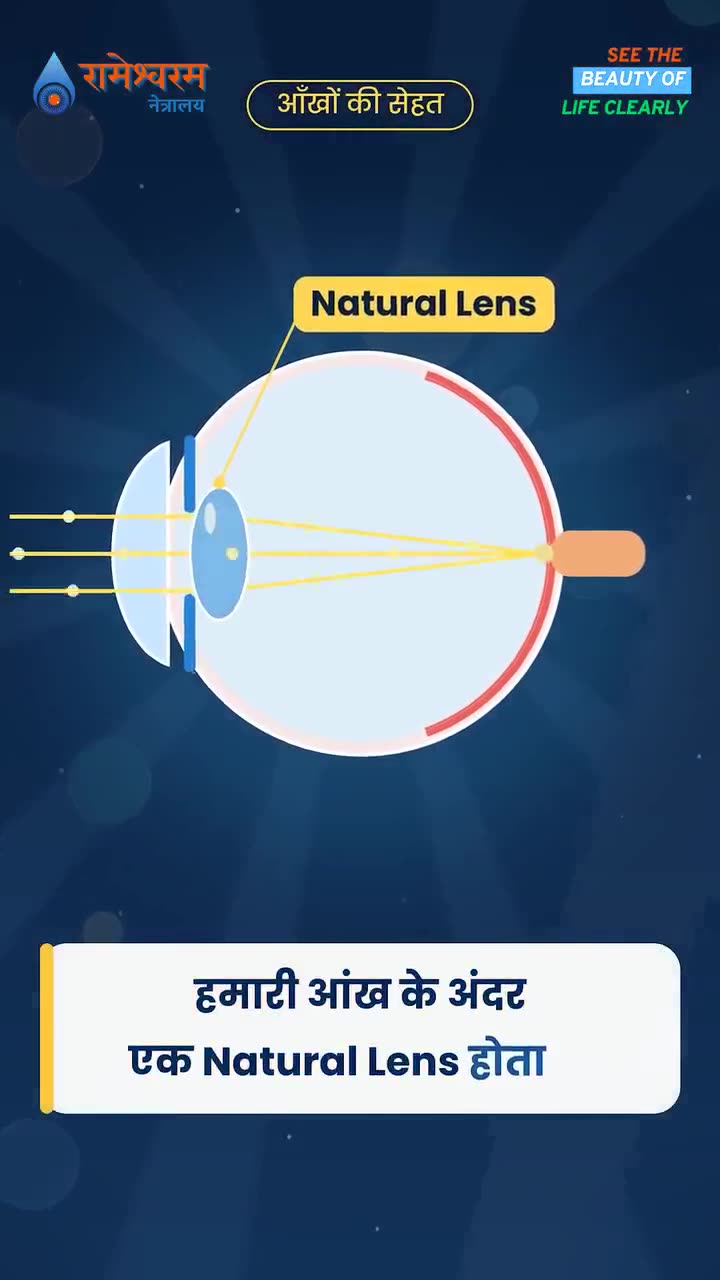 रामेश्वरम
नेत्रालय
आँखों की सेहत
SEE THE
BEAUTY OF
LIFE CLEARLY
Natural Lens
हमारी आंख के अंदर
एक Natural Lens होता